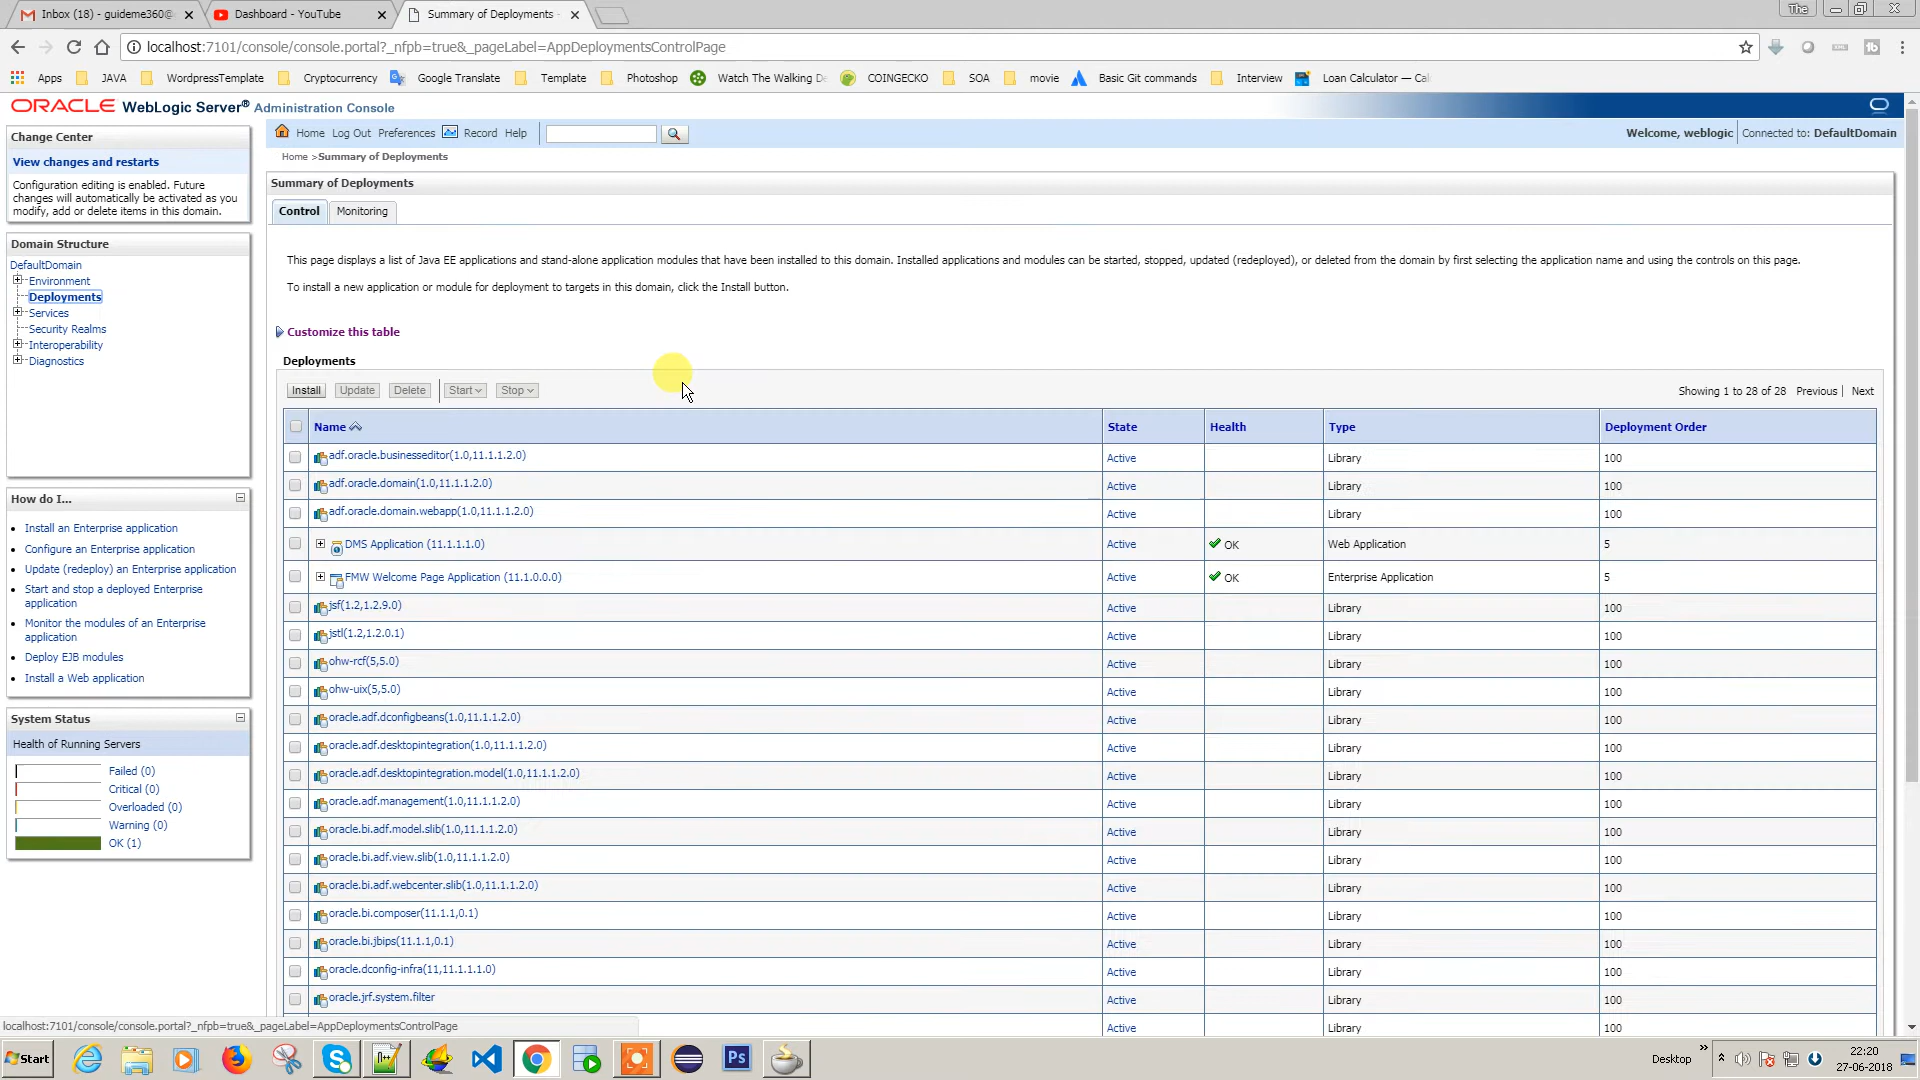 Inbox (18) - guideme360@
Dashboard - YouTube
Summary of Deployments -
The
localhost:7101/console/console.portal?_nfpb=true&_pageLabel=AppDeploymentsControlPage
Apps JAVA WordpressTemplate Cryptocurrency Google Translate Template Photoshop Watch The Walking De COINGECKO SOA movie Basic Git commands Interview Loan Calculator — Cal
ORACLE WebLogic Server® Administration Console
Change Center
View changes and restarts
Configuration editing is enabled. Future
changes will automatically be activated as you
modify, add or delete items in this domain.
Domain Structure
DefaultDomain
Environment
Deployments
Services
Security Realms
Interoperability
Diagnostics
How do I...
Install an Enterprise application
Configure an Enterprise application
Update (redeploy) an Enterprise application
Start and stop a deployed Enterprise
application
Monitor the modules of an Enterprise
application
Deploy EJB modules
Install a Web application
System Status
Health of Running Servers
Failed (0)
Critical (0)
Overloaded (0)
Warning (0)
OK (1)
Home Log Out Preferences Record Help
Welcome, weblogic Connected to: DefaultDomain
Home >Summary of Deployments
Summary of Deployments
Control Monitoring
This page displays a list of Java EE applications and stand-alone application modules that have been installed to this domain. Installed applications and modules can be started, stopped, updated (redeployed), or deleted from the domain by first selecting the application name and using the controls on this page.
To install a new application or module for deployment to targets in this domain, click the Install button.
Customize this table
Deployments
Install Update Delete Start Stop
Showing 1 to 28 of 28 Previous | Next
Name State Health Type Deployment Order
adf.oracle.businesseditor(1.0,11.1.1.2.0) Active Library 100
adf.oracle.domain(1.0,11.1.1.2.0) Active Library 100
adf.oracle.domain.webapp(1.0,11.1.1.2.0) Active Library 100
DMS Application (11.1.1.1.0) Active OK Web Application 5
FMW Welcome Page Application (11.1.0.0.0) Active OK Enterprise Application 5
jsf(1.2,1.2.9.0) Active Library 100
jstl(1.2,1.2.0.1) Active Library 100
ohw-rcf(5,5.0) Active Library 100
ohw-uix(5,5.0) Active Library 100
oracle.adf.dconfigbeans(1.0,11.1.1.2.0) Active Library 100
oracle.adf.desktopintegration(1.0,11.1.1.2.0) Active Library 100
oracle.adf.desktopintegration.model(1.0,11.1.1.2.0) Active Library 100
oracle.adf.management(1.0,11.1.1.2.0) Active Library 100
oracle.bi.adf.model.slib(1.0,11.1.1.2.0) Active Library 100
oracle.bi.adf.view.slib(1.0,11.1.1.2.0) Active Library 100
oracle.bi.adf.webcenter.slib(1.0,11.1.1.2.0) Active Library 100
oracle.bi.composer(11.1.1,0.1) Active Library 100
oracle.bi.jbips(11.1.1,0.1) Active Library 100
oracle.dconfig-infra(11,11.1.1.1.0) Active Library 100
oracle.jrf.system.filter Active Library 100
Active Library 100
localhost:7101/console/console.portal?_nfpb=true&_pageLabel=AppDeploymentsControlPage
Start
Ps
Desktop
22:20
27-06-2018